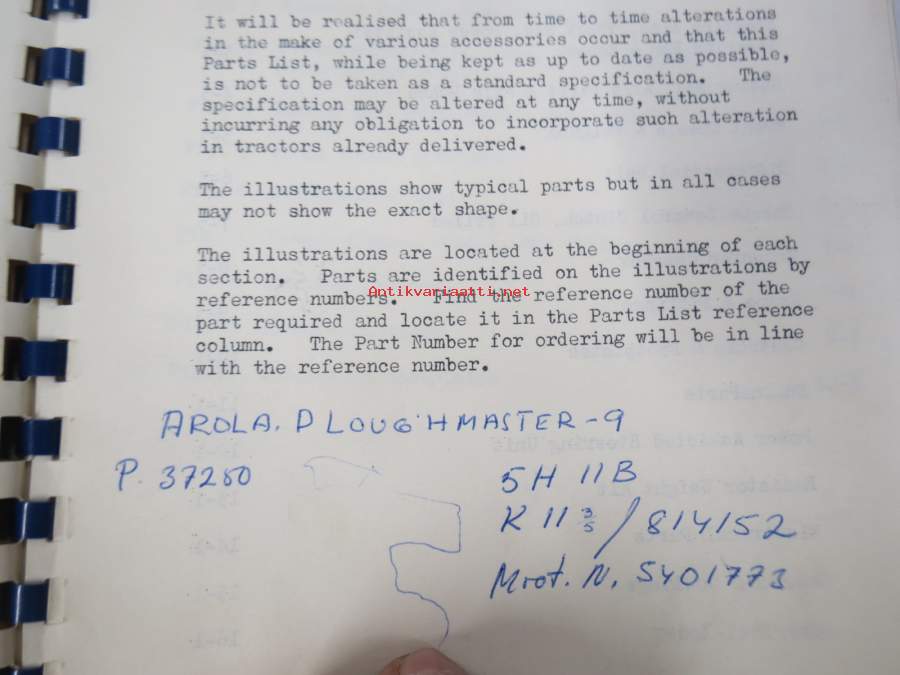 It will be realised that from time to time alterations
in the make of various accessories occur and that this
Parts List, while being kept as up to date as possible,
is not to be taken as a standard specification. The
specification may be altered at any time, without
incurring any obligation to incorporate such alteration
in tractors already delivered.
The illustrations show typical parts but in all cases
may not show the exact shape.
The illustrations are located at the beginning of each
section. Parts are identified on the illustrations by
Antikvariaatti.net
reference numbers. Find the reference number of the
part required and locate it in the Parts List reference
column. The Part Number for ordering will be in line
with the reference number.
AROLA. PLOUGHMASTER-9
P. 37250
5H 11B
K 11 3/5 / 814152
Mrot. N. 5401773